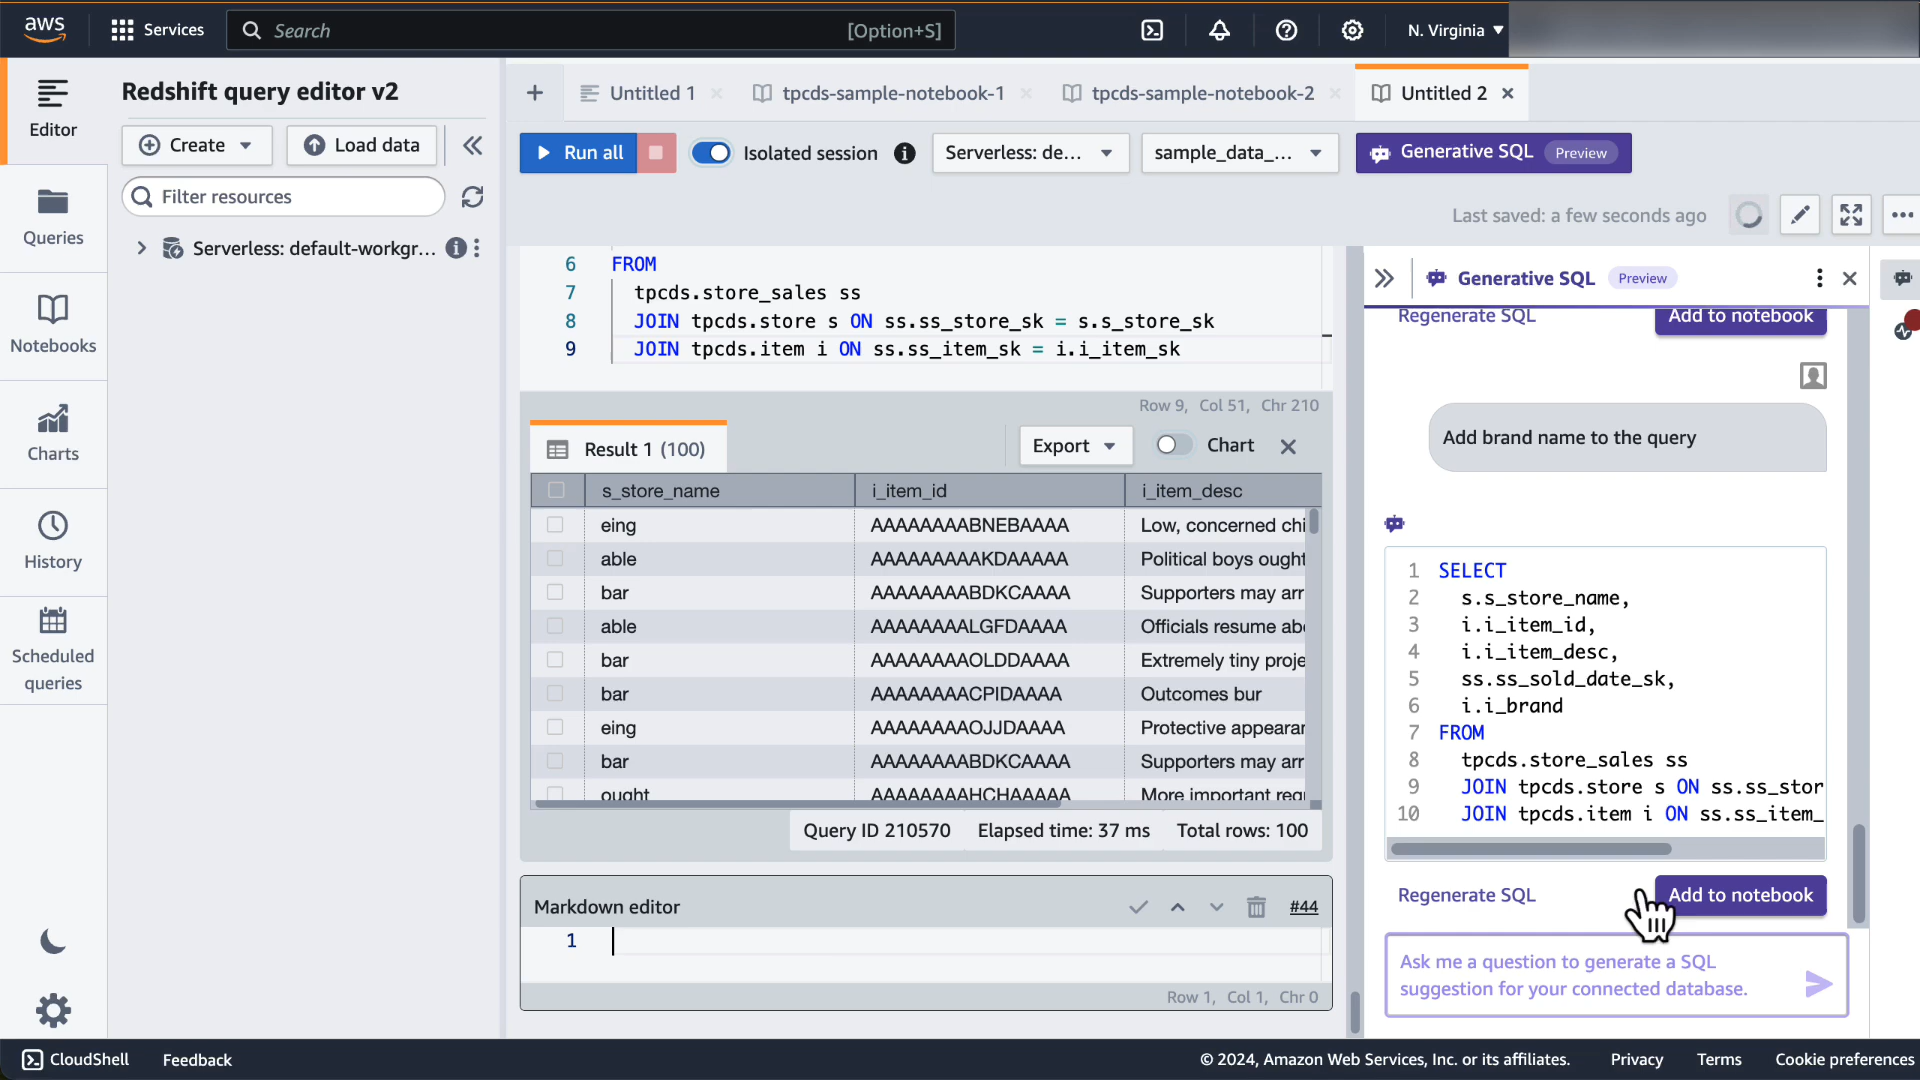 aws
Services
Search
[Option+S]
N. Virginia
Editor
Queries
Notebooks
Charts
History
Scheduled
queries
Redshift query editor v2
Create
Load data
Filter resources
Serverless: default-workgr...
Untitled 1
tpcds-sample-notebook-1
tpcds-sample-notebook-2
Untitled 2
Run all
Isolated session
Serverless: de...
sample_data_...
Generative SQL
Preview
Last saved: a few seconds ago
6 FROM
7 tpcds.store_sales ss
8 JOIN tpcds.store s ON ss.ss_store_sk = s.s_store_sk
9 JOIN tpcds.item i ON ss.ss_item_sk = i.i_item_sk
Row 9, Col 51, Chr 210
Result 1 (100)
Export
Chart
s_store_name i_item_id i_item_desc
eing AAAAAAAABNEBAAAA Low, concerned chi
able AAAAAAAAAKDAAAAA Political boys ought
bar AAAAAAAABDKCAAAA Supporters may arr
able AAAAAAAALGFDAAAA Officials resume abo
bar AAAAAAAAOLDDAAAA Extremely tiny proje
bar AAAAAAAACPIDAAAA Outcomes bur
eing AAAAAAAAOJJDAAAA Protective appearar
bar AAAAAAAABDKCAAAA Supporters may arr
ought AAAAAAAAHCHAAAAA More important requ
Query ID 210570 Elapsed time: 37 ms Total rows: 100
Markdown editor
#44
1
Row 1, Col 1, Chr 0
Generative SQL
Preview
Regenerate SQL
Add to notebook
Add brand name to the query
1 SELECT
2 s.s_store_name,
3 i.i_item_id,
4 i.i_item_desc,
5 ss.ss_sold_date_sk,
6 i.i_brand
7 FROM
8 tpcds.store_sales ss
9 JOIN tpcds.store s ON ss.ss_stor
10 JOIN tpcds.item i ON ss.ss_item_
Regenerate SQL
Add to notebook
Ask me a question to generate a SQL
suggestion for your connected database.
CloudShell
Feedback
© 2024, Amazon Web Services, Inc. or its affiliates.
Privacy
Terms
Cookie preferences